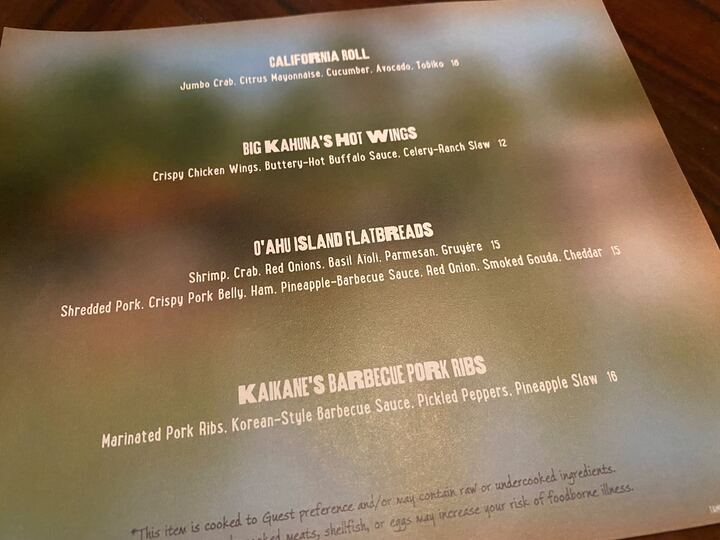 CALIFORNIA ROLL
Jumbo Crab, Citrus Mayonnaise, Cucumber, Avocado, Tobiko 16
BIG KAHUNA'S HOT WINGS
Crispy Chicken Wings, Buttery-Hot Buffalo Sauce, Celery-Ranch Slaw 12
O'AHU ISLAND FLATBREADS
Shrimp, Crab, Red Onions, Basil Aïoli, Parmesan, Gruyère 15
Shredded Pork, Crispy Pork Belly, Ham, Pineapple-Barbecue Sauce, Red Onion, Smoked Gouda, Cheddar 15
KAIKANE'S BARBECUE PORK RIBS
Marinated Pork Ribs, Korean-Style Barbecue Sauce, Pickled Peppers, Pineapple Slaw 16
*This item is cooked to Guest preference and/or may contain raw or undercooked ingredients.
meats, shellfish, or eggs may increase your risk of foodborne illness.